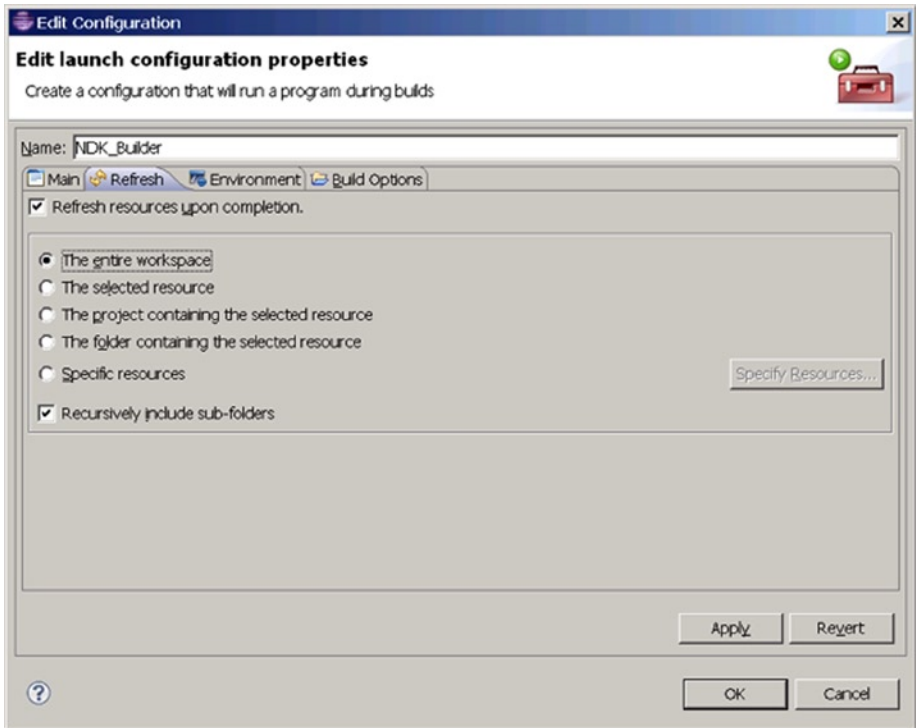 Edit Configuration
Edit launch configuration properties
Create a configuration that will run a program during builds
Name: NDK_Builder
Main Refresh Environment Build Options
Refresh resources upon completion.
The entire workspace
The selected resource
The project containing the selected resource
The folder containing the selected resource
Specific resources Specify Resources...
Recursively include sub-folders
Apply Revert
? OK Cancel